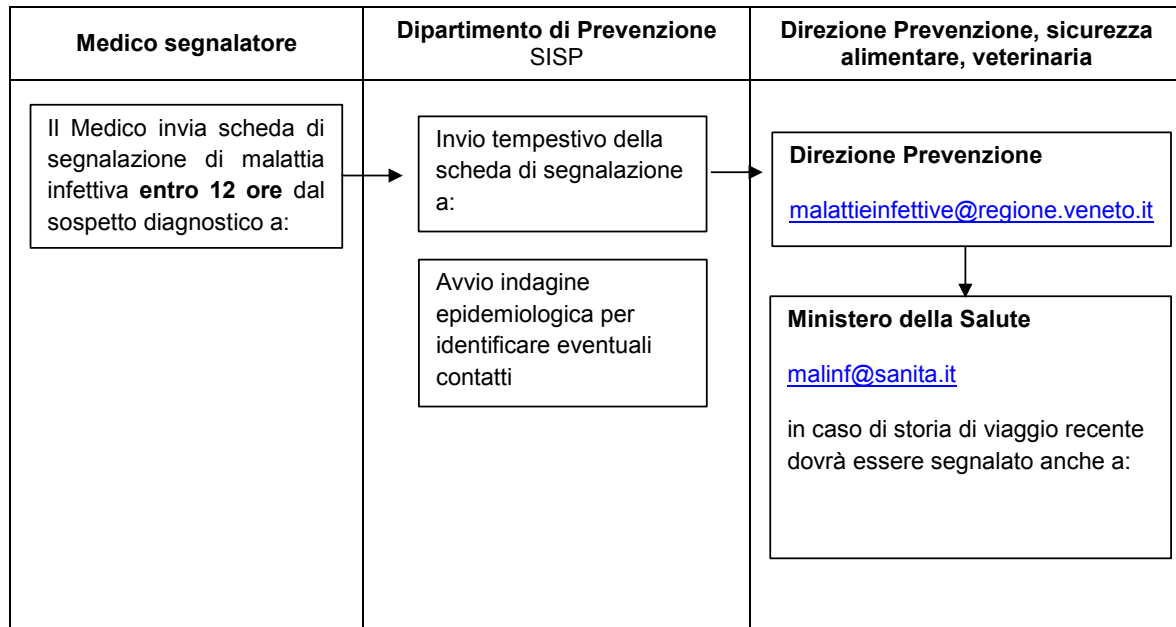 Medico segnalatore
Dipartimento di Prevenzione
SISP
Direzione Prevenzione, sicurezza
alimentare, veterinaria
Il Medico invia scheda di
segnalazione di malattia
infettiva entro 12 ore dal
sospetto diagnostico a:
Invio tempestivo della
scheda di segnalazione
a:
Avvio indagine
epidemiologica per
identificare eventuali
contatti
Direzione Prevenzione
malattieinfettive@regione.veneto.it
Ministero della Salute
malinf@sanita.it
in caso di storia di viaggio recente
dovrà essere segnalato anche a: